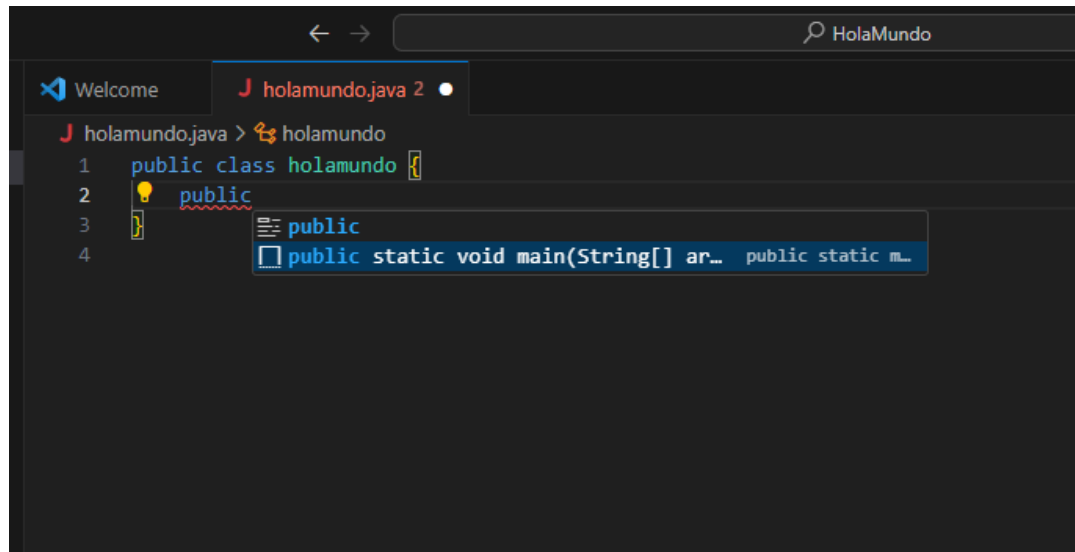 ← → HolaMundo
Welcome J holamundo.java 2 ●
J holamundo.java > holamundo
1 public class holamundo {
2 public
3 }
public
4
public static void main(String[] ar… public static m…